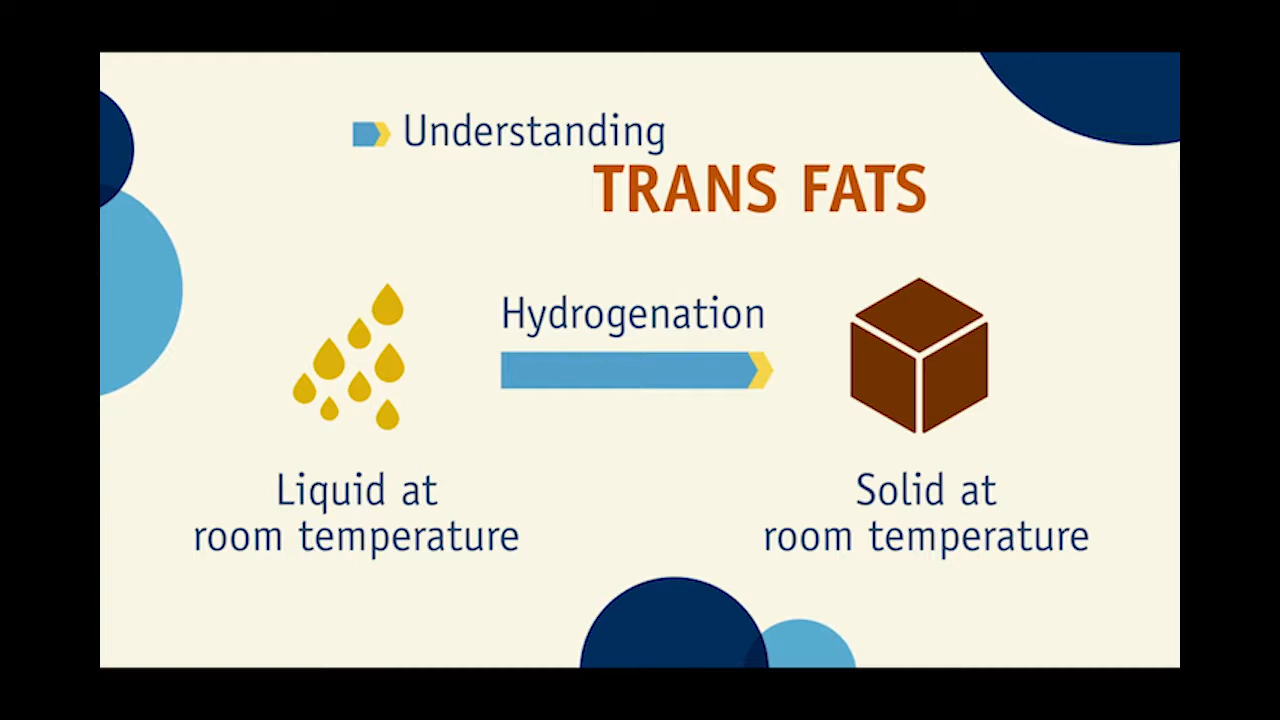 Understanding
TRANS FATS
Hydrogenation
Liquid at
room temperature
Solid at
room temperature